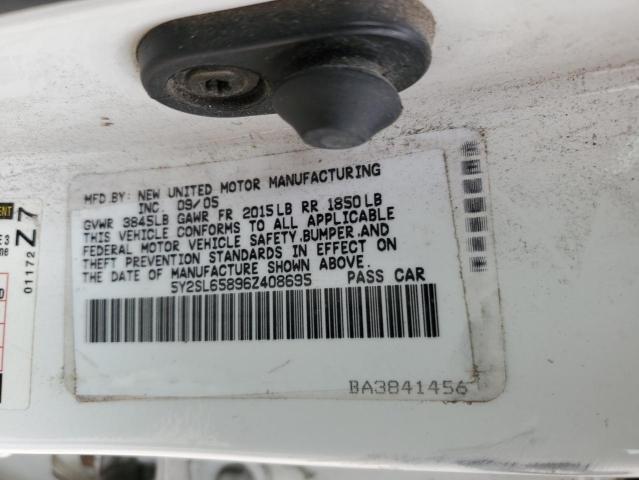 MFD BY: NEW UNITED MOTOR MANUFACTURING
INC. 09/05
GVWR 3845LB GAWR FR 2015LB RR 1850LB
THIS VEHICLE CONFORMS TO ALL APPLICABLE
FEDERAL MOTOR VEHICLE SAFETY,BUMPER,AND
THEFT PREVENTION STANDARDS IN EFFECT ON
THE DATE OF MANUFACTURE SHOWN ABOVE.
5Y2SL65896Z408695 PASS CAR
BA3841456
01172
Z7